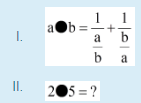 I. a●b = 1/(a/b) + 1/(b/a)
II. 2●5 = ?